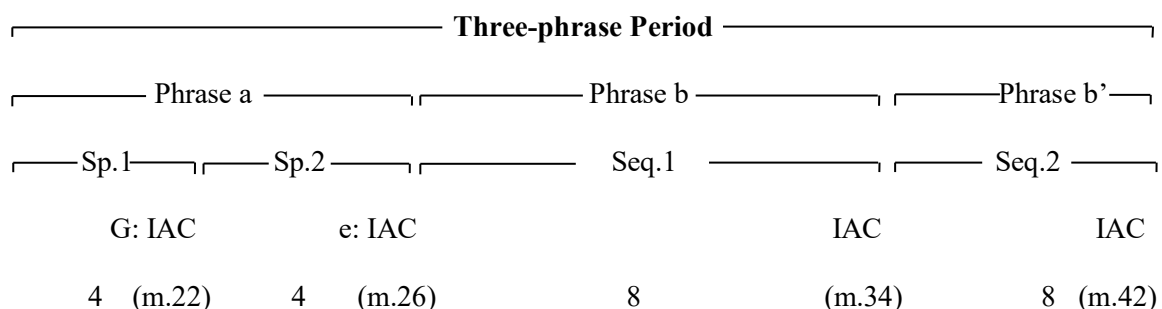 Three-phrase Period
Phrase a Phrase b Phrase b’
Sp.1 Sp.2 Seq.1 Seq.2
G: IAC e: IAC IAC IAC
4 (m.22) 4 (m.26) 8 (m.34) 8 (m.42)